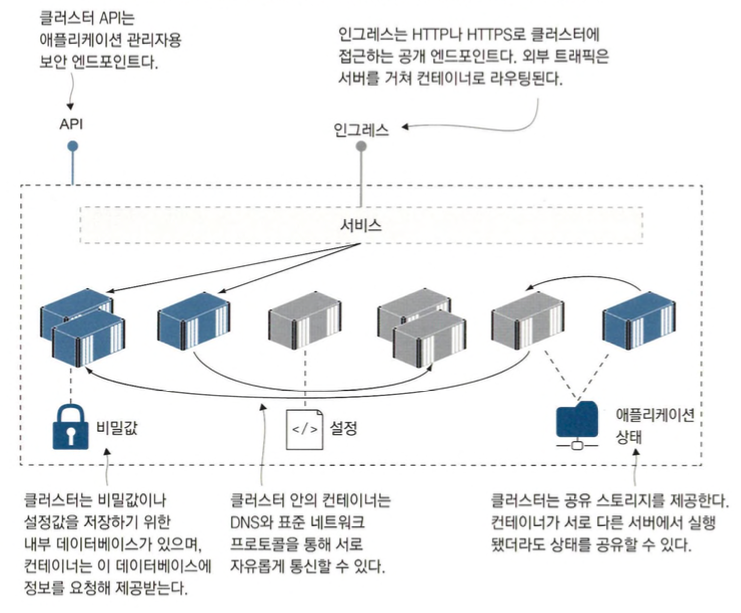 클러스터 API는
애플리케이션 관리자용
보안 엔드포인트다.
인그레스는 HTTP나 HTTPS로 클러스터에
접근하는 공개 엔드포인트다. 외부 트래픽은
서버를 거쳐 컨테이너로 라우팅된다.
API
인그레스
서비스
비밀값
</>
설정
애플리케이션
상태
클러스터는 비밀값이나
설정값을 저장하기 위한
내부 데이터베이스가 있으며,
컨테이너는 이 데이터베이스에
정보를 요청해 제공받는다.
클러스터 안의 컨테이너는
DNS와 표준 네트워크
프로토콜을 통해 서로
자유롭게 통신할 수 있다.
클러스터는 공유 스토리지를 제공한다.
컨테이너가 서로 다른 서버에서 실행
됐더라도 상태를 공유할 수 있다.